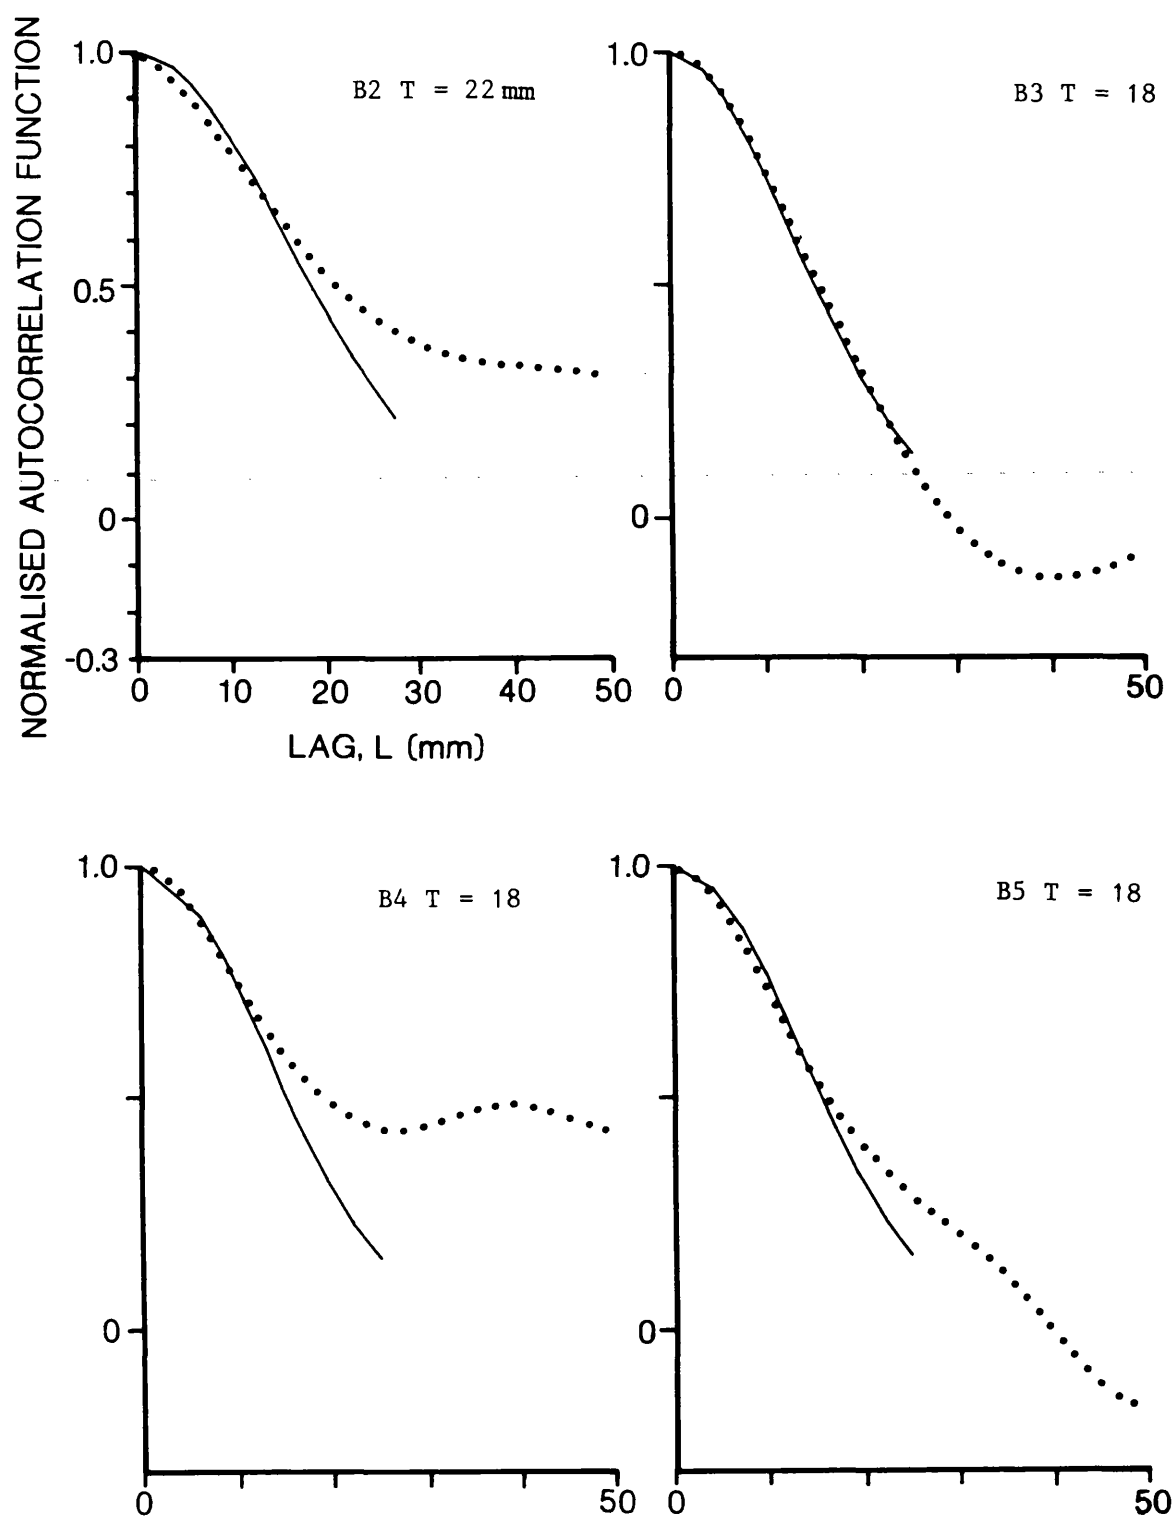 NORMALISED AUTOCORRELATION FUNCTION
1.0
0.5
0
-0.3
B2 T = 22 mm
0 10 20 30 40 50
LAG, L (mm)
1.0
0
B3 T = 18
0 50
1.0
0
B4 T = 18
0 50
1.0
0
B5 T = 18
0 50